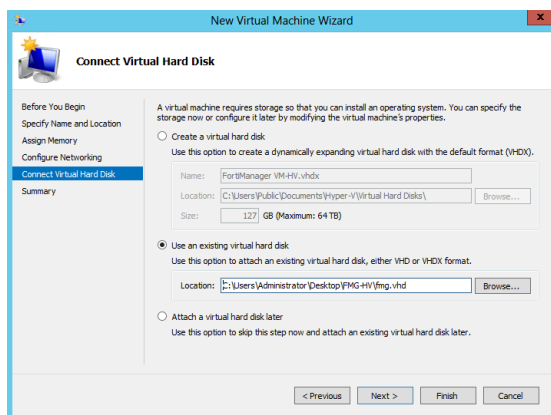 New Virtual Machine Wizard
x
Connect Virtual Hard Disk
Before You Begin
Specify Name and Location
Assign Memory
Configure Networking
Connect Virtual Hard Disk
Summary
A virtual machine requires storage so that you can install an operating system. You can specify the
storage now or configure it later by modifying the virtual machine's properties.
Create a virtual hard disk
Use this option to create a dynamically expanding virtual hard disk with the default format (VHDX).
Name: FortiManager VM-HV.vhdx
Location: C:\Users\Public\Documents\Hyper-V\Virtual Hard Disks\ Browse...
Size: 127 GB (Maximum: 64 TB)
Use an existing virtual hard disk
Use this option to attach an existing virtual hard disk, either VHD or VHDX format.
Location: C:\Users\Administrator\Desktop\FMG-HV\fmg.vhd Browse...
Attach a virtual hard disk later
Use this option to skip this step now and attach an existing virtual hard disk later.
< Previous Next > Finish Cancel